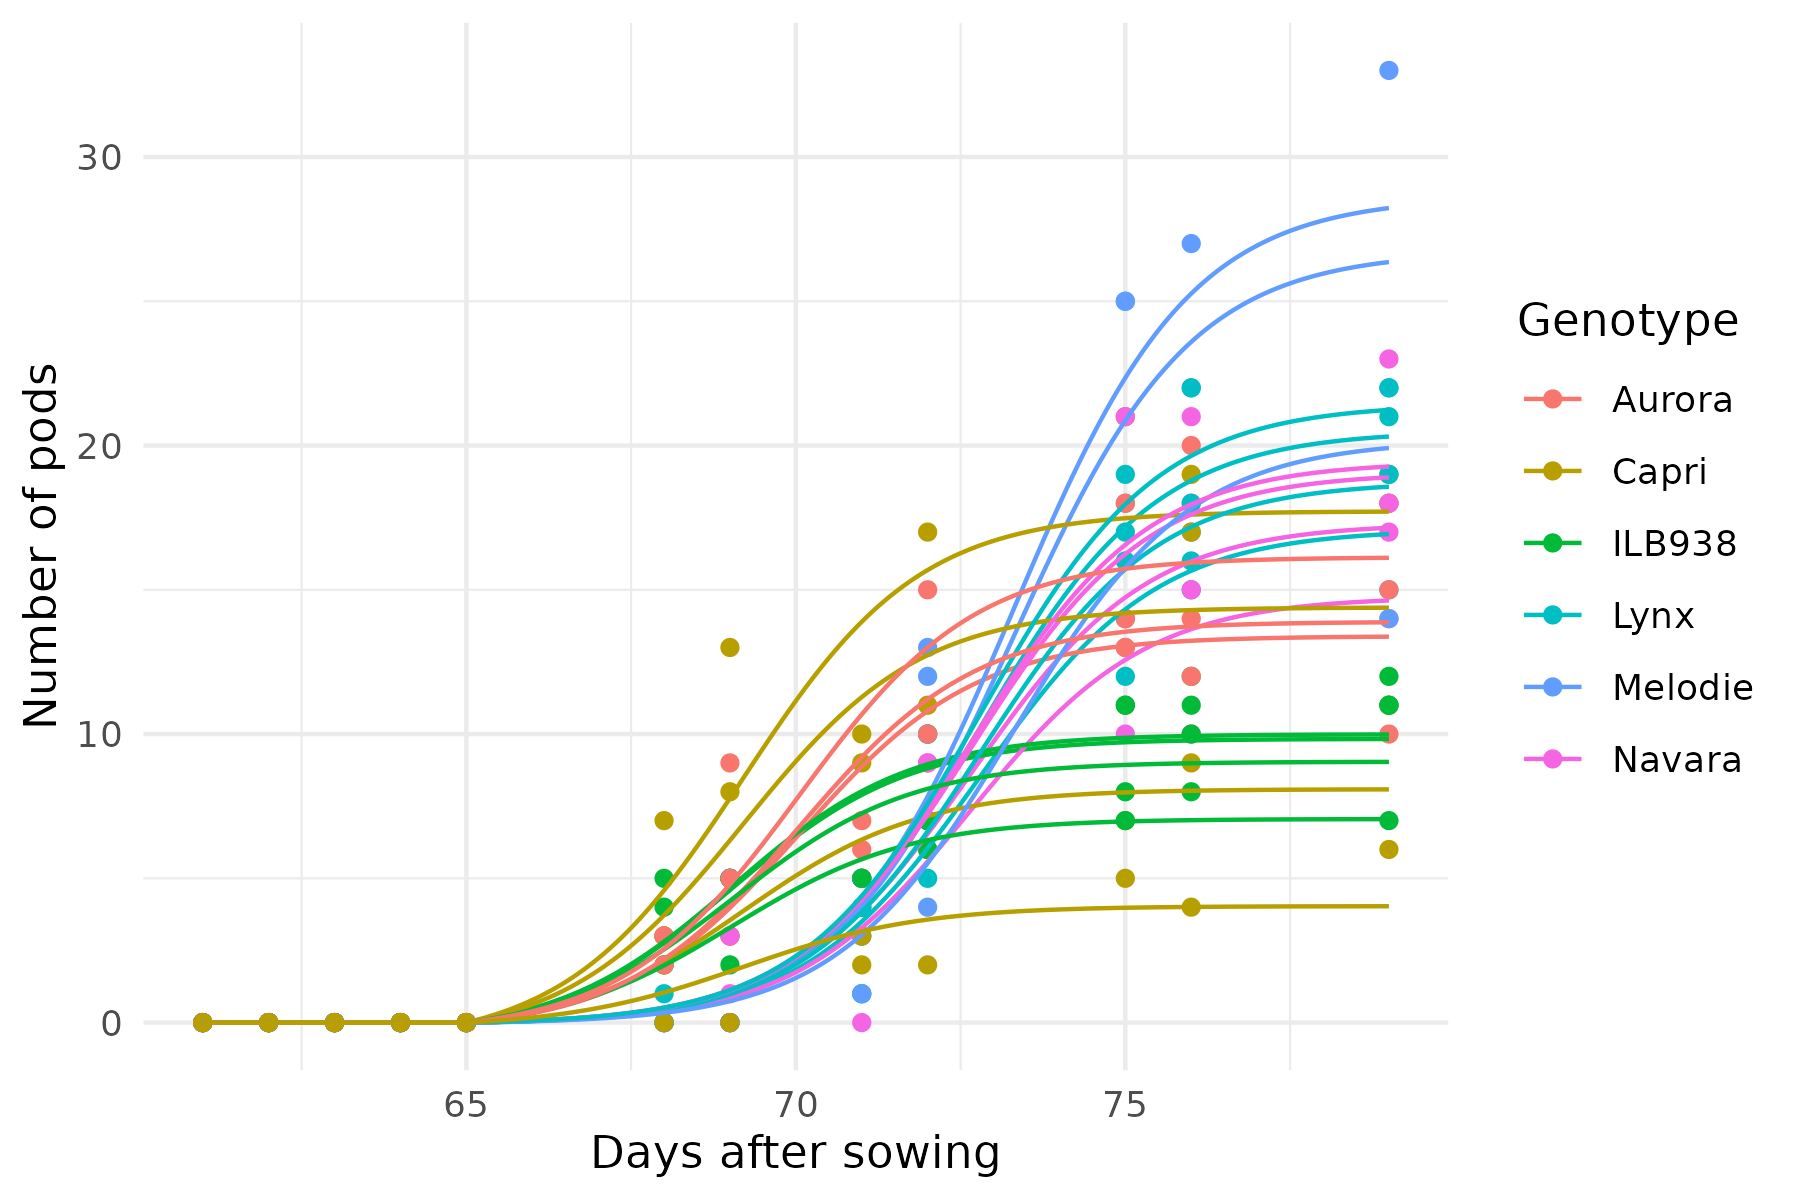 30
20
10
0
Number of pods
65 70 75
Days after sowing
Genotype
Aurora
Capri
ILB938
Lynx
Melodie
Navara